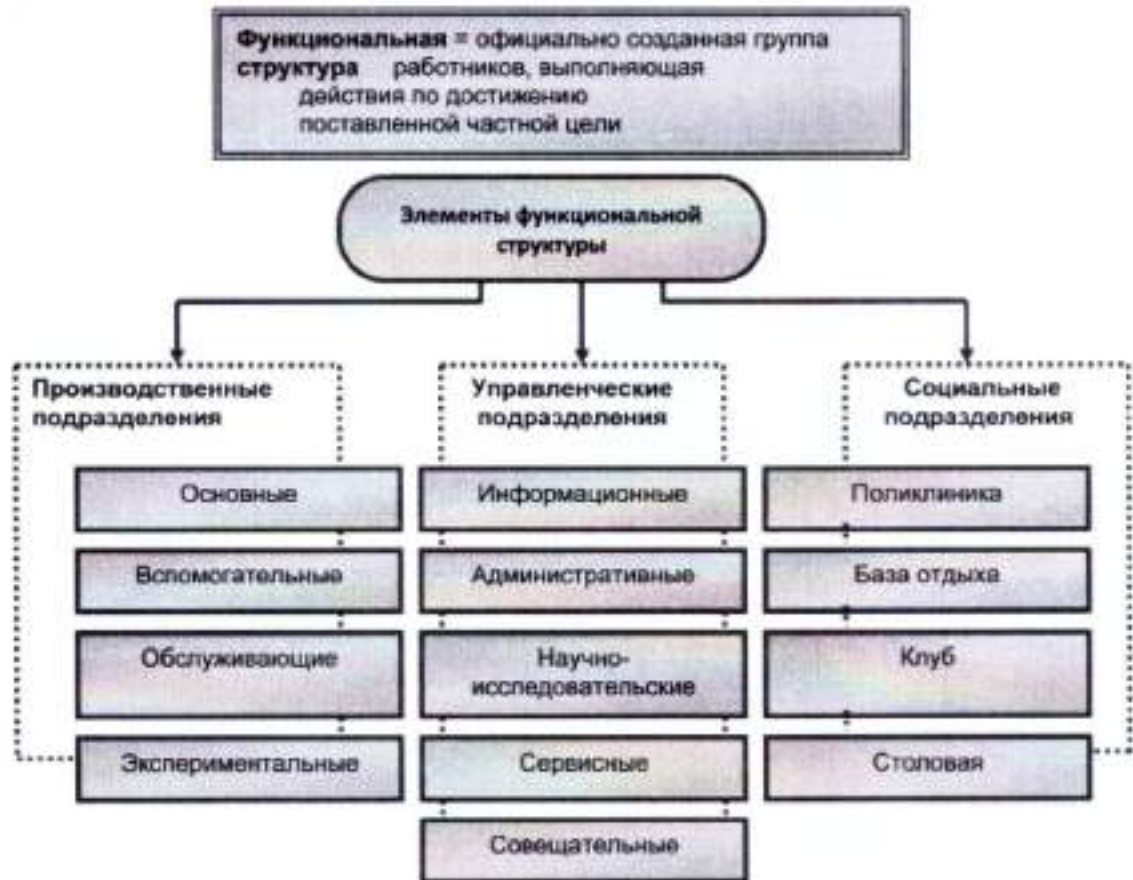 Функциональная = официально созданная группа
структура работников, выполняющая
действия по достижению
поставленной частной цели
Элементы функциональной
структуры
Производственные
подразделения
Основные
Вспомогательные
Обслуживающие
Экспериментальные
Управленческие
подразделения
Информационные
Административные
Научно-
исследовательские
Сервисные
Совещательные
Социальные
подразделения
Поликлиника
База отдыха
Клуб
Столовая